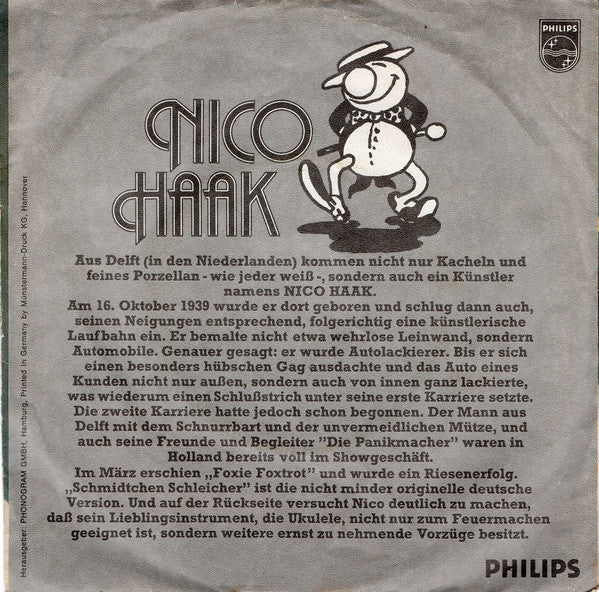 PHILIPS
NICO
HAAK
Aus Delft (in den Niederlanden) kommen nicht nur Kacheln und
feines Porzellan - wie jeder weiß -, sondern auch ein Künstler
namens NICO HAAK.
Am 16. Oktober 1939 wurde er dort geboren und schlug dann auch,
seinen Neigungen entsprechend, folgerichtig eine künstlerische
Laufbahn ein. Er bemalte nicht etwa wehrlose Leinwand, sondern
Automobile. Genauer gesagt: er wurde Autolackierer. Bis er sich
einen besonders hübschen Gag ausdachte und das Auto eines
Kunden nicht nur außen, sondern auch von innen ganz lackierte,
was wiederum einen Schlußstrich unter seine erste Karriere setzte.
Die zweite Karriere hatte jedoch schon begonnen. Der Mann aus
Delft mit dem Schnurrbart und der unvermeidlichen Mütze, und
auch seine Freunde und Begleiter "Die Panikmacher" waren in
Holland bereits voll im Showgeschäft.
Im März erschien „Foxie Foxtrot" und wurde ein Riesenerfolg.
„Schmidtchen Schleicher" ist die nicht minder originelle deutsche
Version. Und auf der Rückseite versucht Nico deutlich zu machen,
daß sein Lieblingsinstrument, die Ukulele, nicht nur zum Feuermachen
geeignet ist, sondern weitere ernst zu nehmende Vorzüge besitzt.
Herausgeber: PHONOGRAM GMBH, Hamburg, Printed in Germany by Münstermann-Druck KG, Hannover
PHILIPS